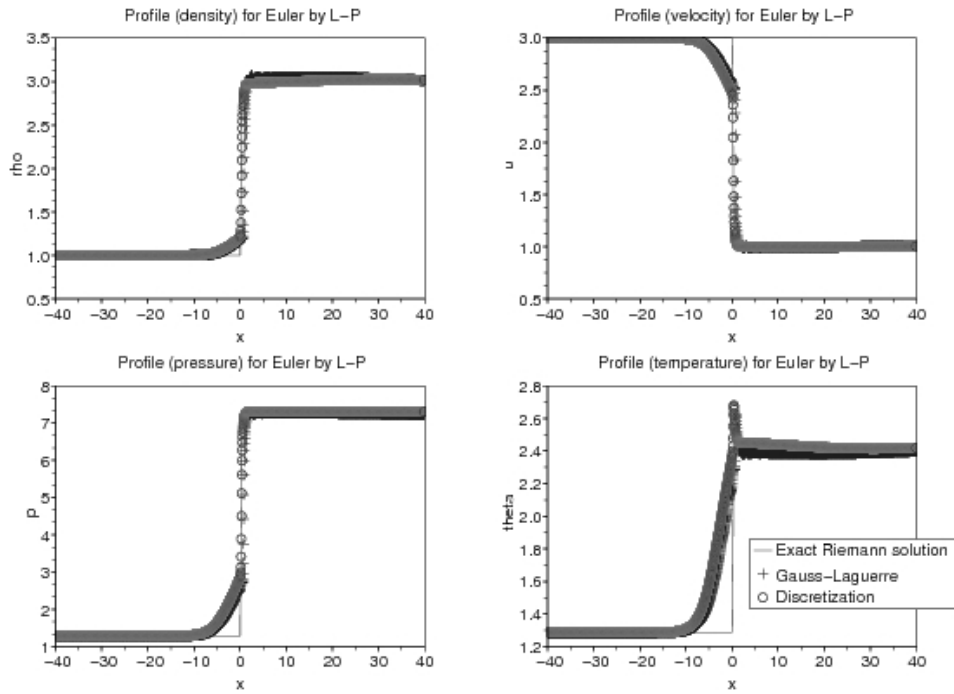 Profile (density) for Euler by L-P
3.5
3.0
2.5
2.0
1.5
1.0
0.5
rho
-40 -30 -20 -10 0 10 20 30 40
x
Profile (velocity) for Euler by L-P
3.0
2.5
2.0
1.5
1.0
0.5
u
-40 -30 -20 -10 0 10 20 30 40
x
Profile (pressure) for Euler by L-P
8
7
6
5
4
3
2
1
p
-40 -30 -20 -10 0 10 20 30 40
x
Profile (temperature) for Euler by L-P
2.8
2.6
2.4
2.2
2.0
1.8
1.6
1.4
1.2
theta
-40 -30 -20 -10 0 10 20 30 40
x
Exact Riemann solution
Gauss-Laguerre
Discretization